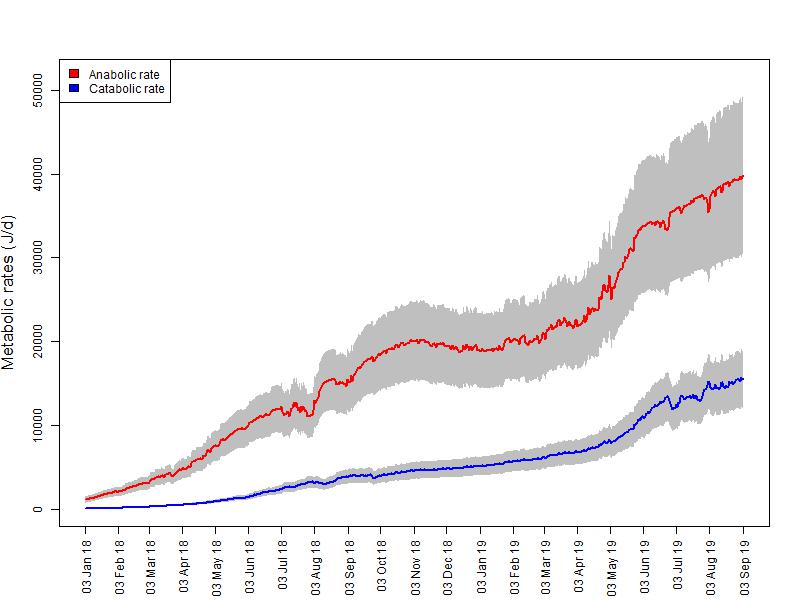 Anabolic rate
Catabolic rate
Metabolic rates (J/d)
50000
40000
30000
20000
10000
0
03 Jan 18
03 Feb 18
03 Mar 18
03 Apr 18
03 May 18
03 Jun 18
03 Jul 18
03 Aug 18
03 Sep 18
03 Oct 18
03 Nov 18
03 Dec 18
03 Jan 19
03 Feb 19
03 Mar 19
03 Apr 19
03 May 19
03 Jun 19
03 Jul 19
03 Aug 19
03 Sep 19